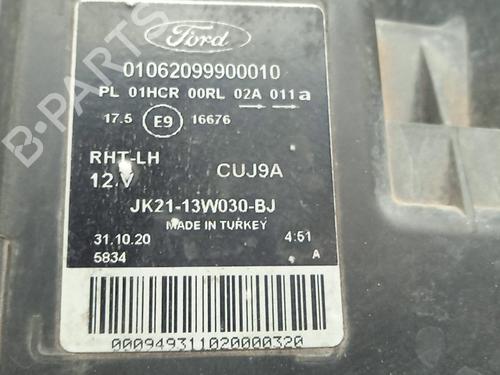 Ford
01062099900010
PL 01HCR 00RL 02A 011a
17.5 E9 16676
RHT-LH
12.V CUJ9A
JK21-13W030-BJ
MADE IN TURKEY
31.10.20 4:51
5834 A
000949311020000320
B-PARTS